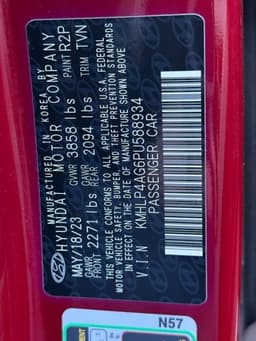 MANUFACTURED IN KOREA BY
HYUNDAI MOTOR COMPANY
MAY/18/23 GVWR 3858 lbs PAINT R2P
GAWR FRONT 2271 lbs GAWR REAR 2094 lbs TRIM TVN
THIS VEHICLE CONFORMS TO ALL APPLICABLE U.S.A. FEDERAL
MOTOR VEHICLE SAFETY, BUMPER, AND THEFT PREVENTION STANDARDS
IN EFFECT ON THE DATE OF MANUFACTURE SHOWN ABOVE.
V.I.N KMHLP4AG6PU588934
PASSENGER CAR
N57